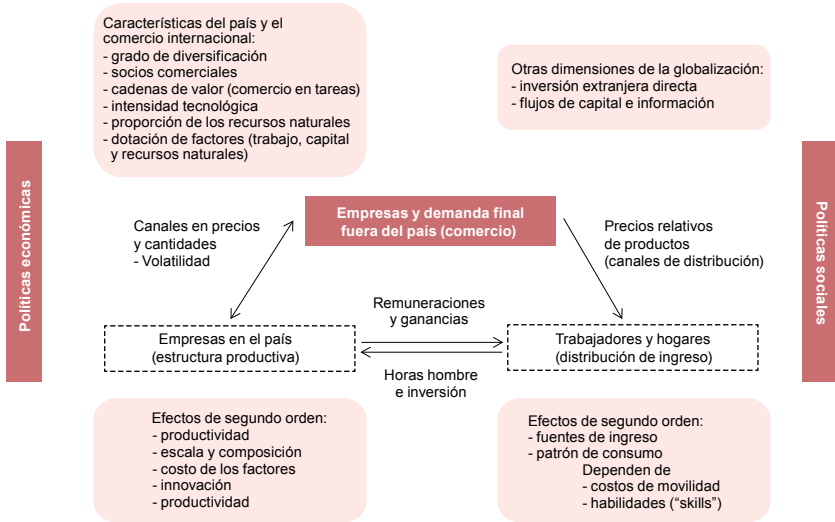 Características del país y el
comercio internacional:
- grado de diversificación
- socios comerciales
- cadenas de valor (comercio en tareas)
- intensidad tecnológica
- proporción de los recursos naturales
- dotación de factores (trabajo, capital
y recursos naturales)
Otras dimensiones de la globalización:
- inversión extranjera directa
- flujos de capital e información
Políticas económicas
Políticas sociales
Empresas y demanda final
fuera del país (comercio)
Canales en precios
y cantidades
- Volatilidad
Precios relativos
de productos
(canales de distribución)
Remuneraciones
y ganancias
Empresas en el país
(estructura productiva)
Trabajadores y hogares
(distribución de ingreso)
Horas hombre
e inversión
Efectos de segundo orden:
- productividad
- escala y composición
- costo de los factores
- innovación
- productividad
Efectos de segundo orden:
- fuentes de ingreso
- patrón de consumo
Dependen de
- costos de movilidad
- habilidades (“skills”)